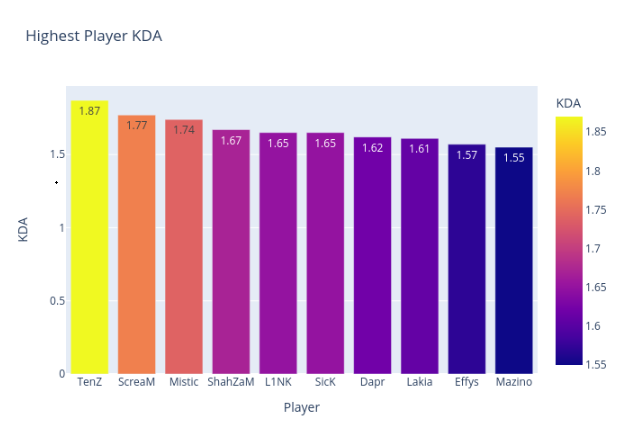 Highest Player KDA
KDA
1.87
1.77
1.74
1.67
1.65
1.65
1.62
1.61
1.57
1.55
1.5
1
0.5
0
KDA
TenZ
ScreaM
Mistic
ShahZaM
L1NK
SicK
Dapr
Lakia
Effys
Mazino
Player
1.85
1.8
1.75
1.7
1.65
1.6
1.55